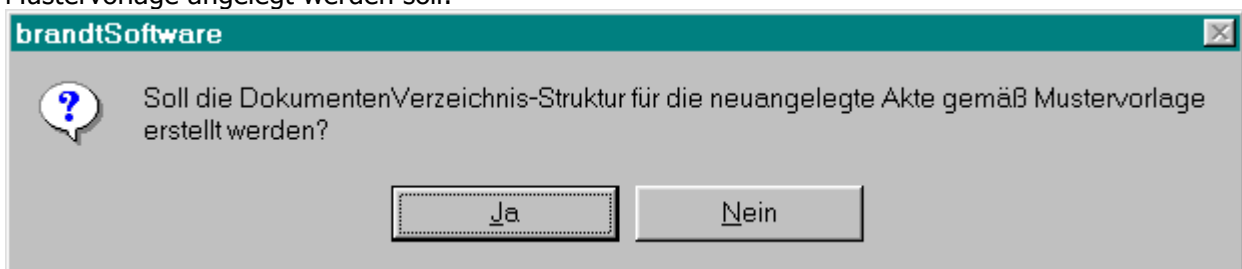 Mustervorlage angelegt werden soll.
brandtSoftware
Soll die DokumentenVerzeichnis-Struktur für die neuangelegte Akte gemäß Mustervorlage
erstellt werden?
Ja
Nein